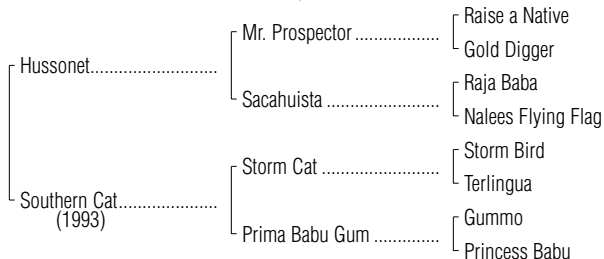 Raise a Native
Mr. Prospector ..................
Gold Digger
Hussonet...........................
Raja Baba
Sacahuista ........................
Nalees Flying Flag
Storm Bird
Storm Cat .........................
Terlingua
Southern Cat.....................
(1993)
Gummo
Prima Babu Gum ..............
Princess Babu